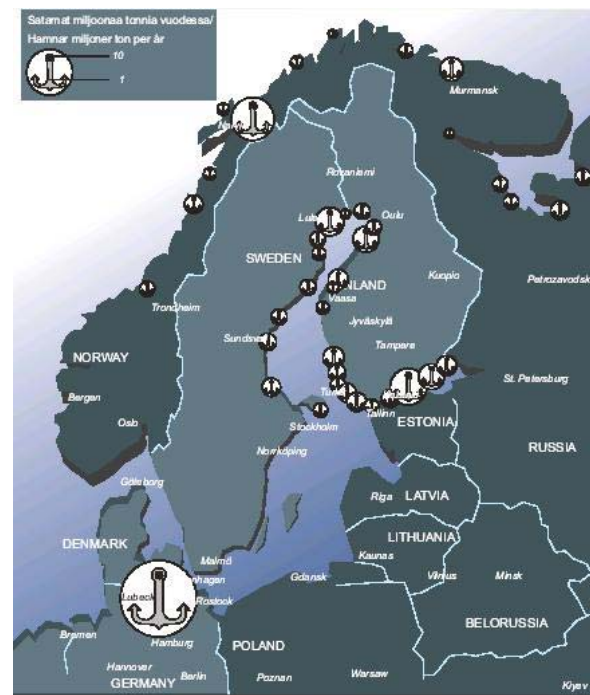 Satamat miljoonaa tonnia vuodessa/
Hamnar miljoner ton per år
10
1
Murmansk
Rovaniemi
Oulu
SWEDEN
Kuopio
Petrozavodsk
Vaasa
Trondheim
Jyväskylä
Tampere
NORWAY
St. Petersburg
Bergen
Tallinn
Oslo
Stockholm
ESTONIA
Norrköping
RUSSIA
Riga
LATVIA
DENMARK
LITHUANIA
Malmö
Kaunas
Gdansk
Vilnius
Minsk
Lubeck
Rostock
BELORUSSIA
Bremen
Hamburg
POLAND
Hannover
Berlin
Poznan
Warsaw
GERMANY
Kiyev